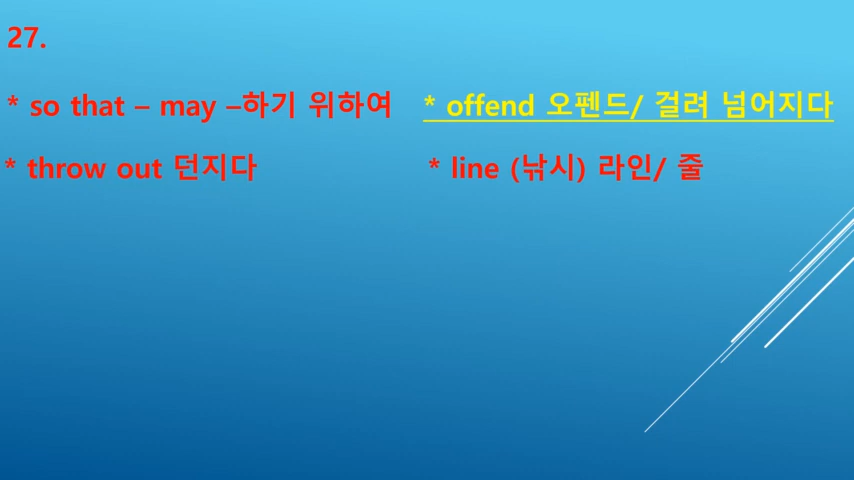 27.
* so that – may –하기 위하여 * offend 오펜드/ 걸려 넘어지다
* throw out 던지다 * line (낚시) 라인/ 줄